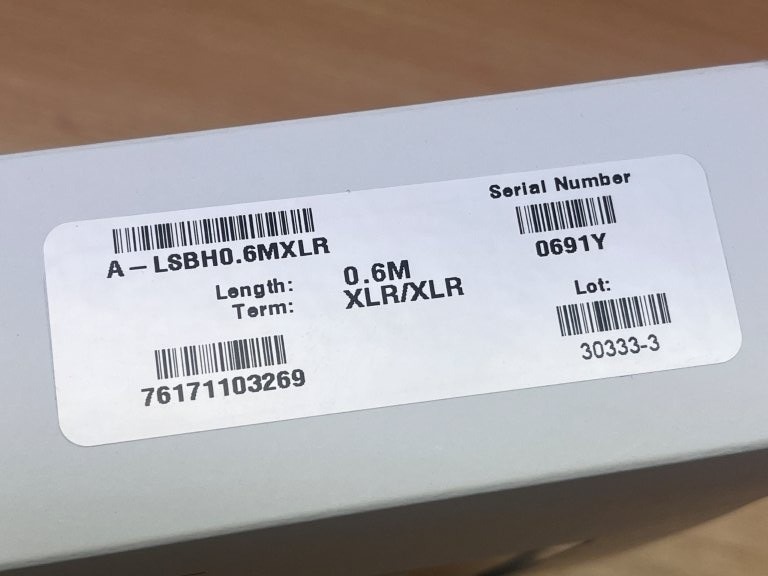 A-LSBH0.6MXLR
Length: 0.6M
Term: XLR/XLR
76171103269
Serial Number
0691Y
Lot:
30333-3